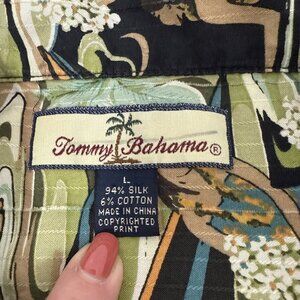 Tommy Bahama ®
L
94% SILK
6% COTTON
MADE IN CHINA
COPYRIGHTED
PRINT